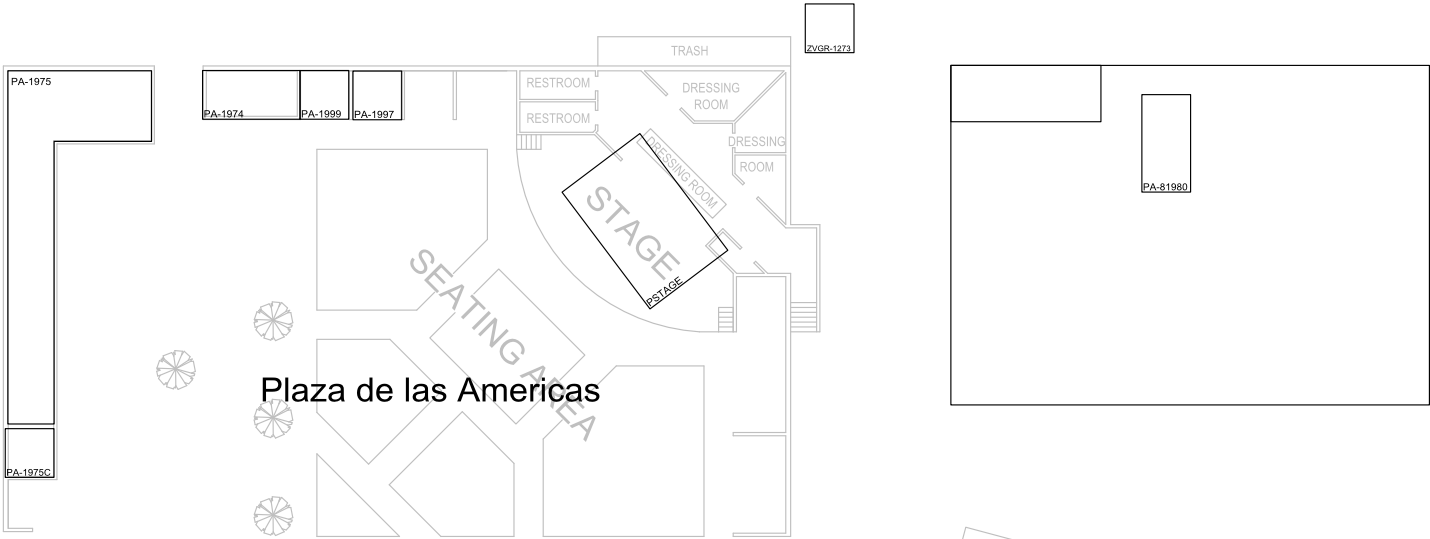 ZVGR-1273
TRASH
PA-1975
RESTROOM
DRESSING
ROOM
PA-1974
PA-1999
PA-1997
RESTROOM
DRESSING
ROOM
DRESSING ROOM
PA-81980
STAGE
PSTAGE
SEATING AREA
Plaza de las Americas
PA-1975C